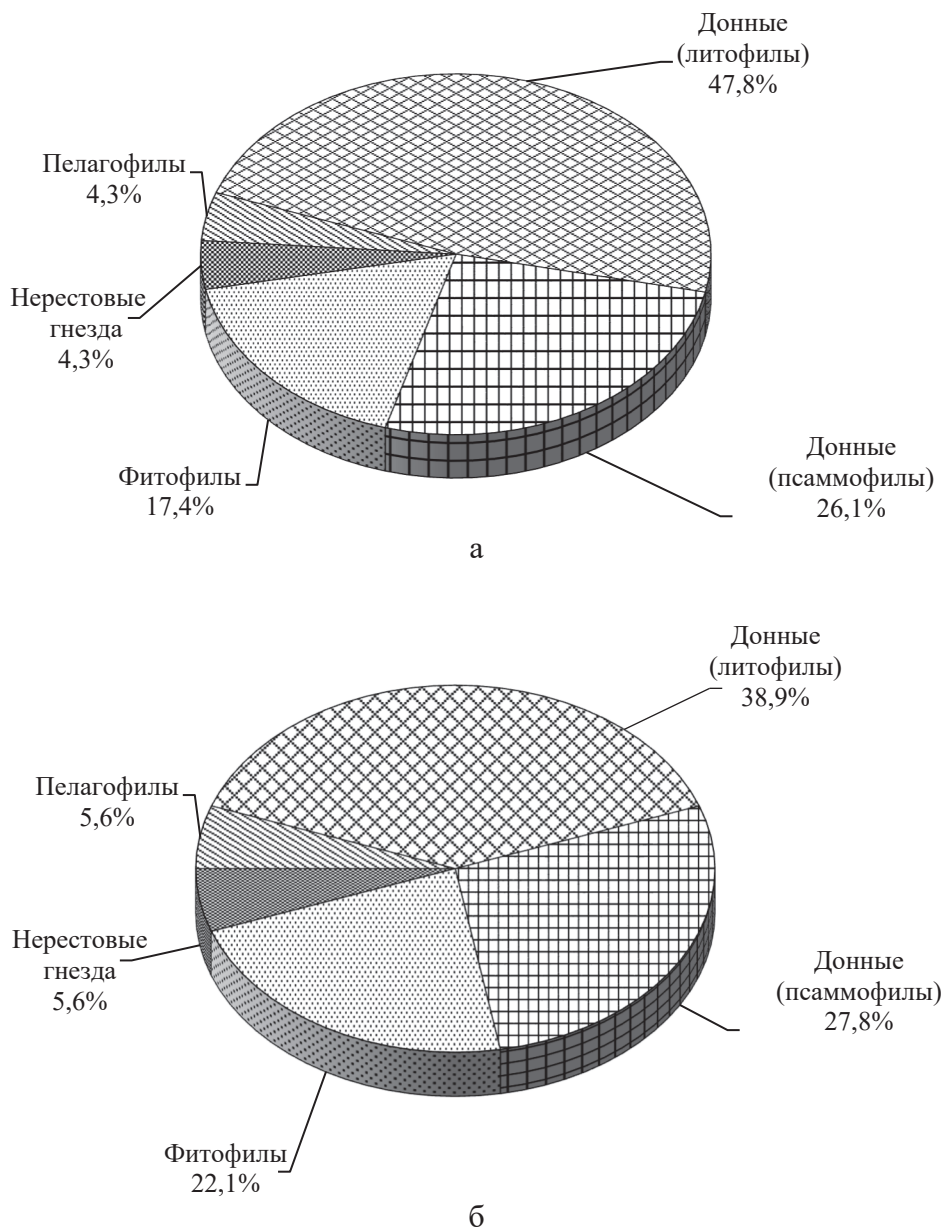 Донные
(литофилы)
47,8%
Пелагофилы
4,3%
Нерестовые
гнезда
4,3%
Фитофилы
17,4%
Донные
(псаммофилы)
26,1%
а
Донные
(литофилы)
38,9%
Пелагофилы
5,6%
Нерестовые
гнезда
5,6%
Донные
(псаммофилы)
27,8%
Фитофилы
22,1%
б